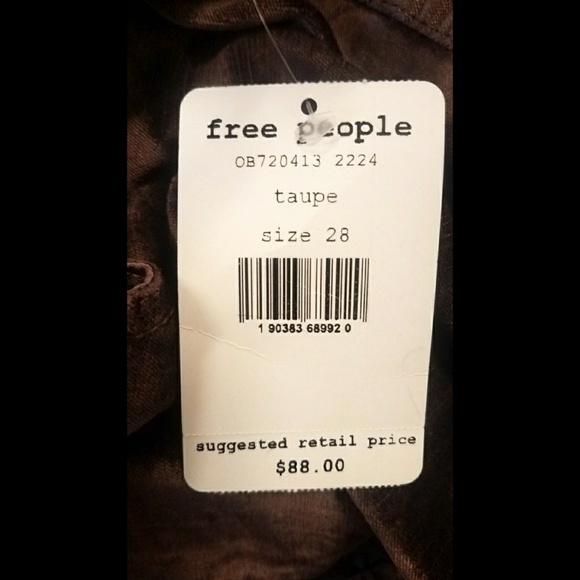 free people
OB720413 2224
taupe
size 28
1 90383 68992 0
suggested retail price
$88.00